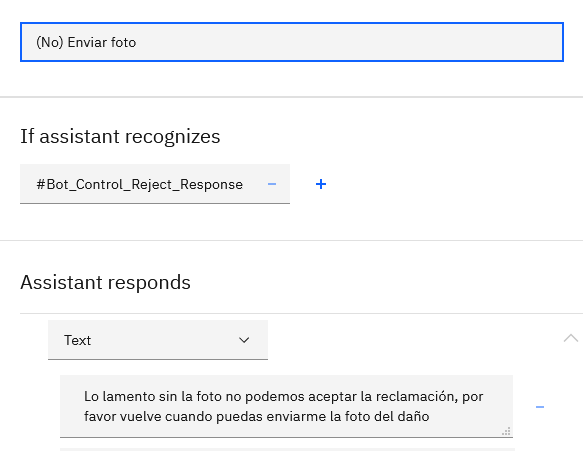 (No) Enviar foto
If assistant recognizes
#Bot_Control_Reject_Response
Assistant responds
Text
Lo lamento sin la foto no podemos aceptar la reclamación, por
favor vuelve cuando puedas enviarme la foto del daño